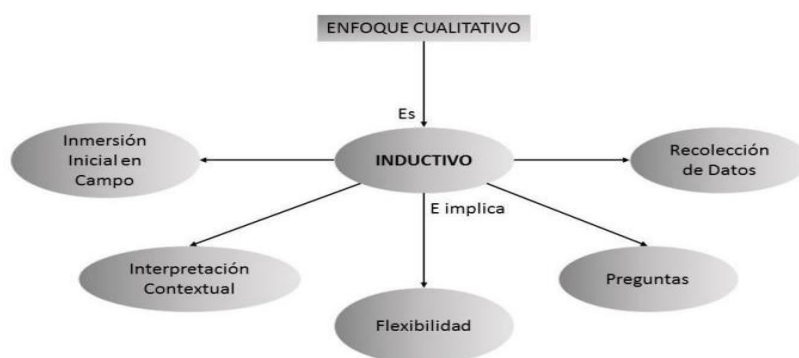 ENFOQUE CUALITATIVO
Es
Inmersión
Inicial en
Campo
INDUCTIVO
Recolección
de Datos
E implica
Interpretación
Contextual
Flexibilidad
Preguntas